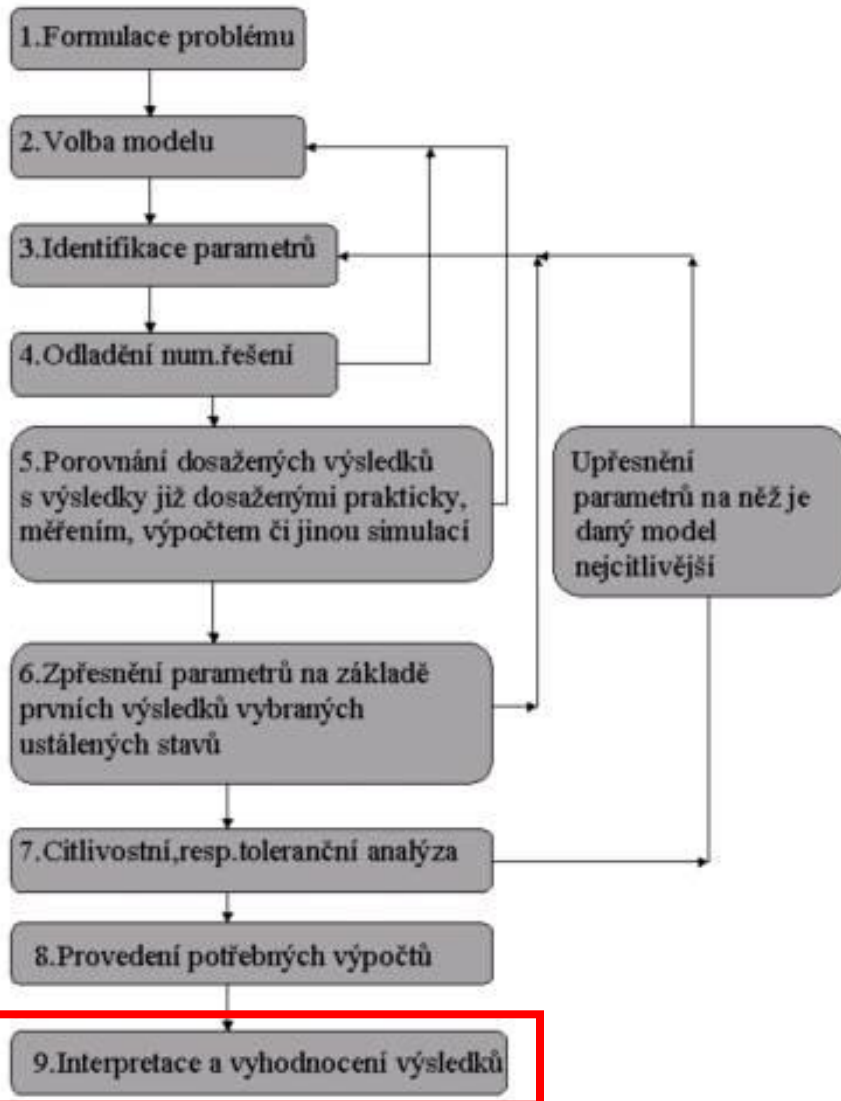 1.Formulace problému
2.Volba modelu
3.Identifikace parametrů
4.Odladění num.řešení
5.Porovnání dosažených výsledků
s výsledky již dosaženými prakticky,
měřením, výpočtem či jinou simulací
Upřesnění
parametrů na něž je
daný model
nejcitlivější
6.Zpřesnění parametrů na základě
prvních výsledků vybraných
ustálených stavů
7.Citlivostní,resp.toleranční analýza
8.Provedení potřebných výpočtů
9.Interpretace a vyhodnocení výsledků